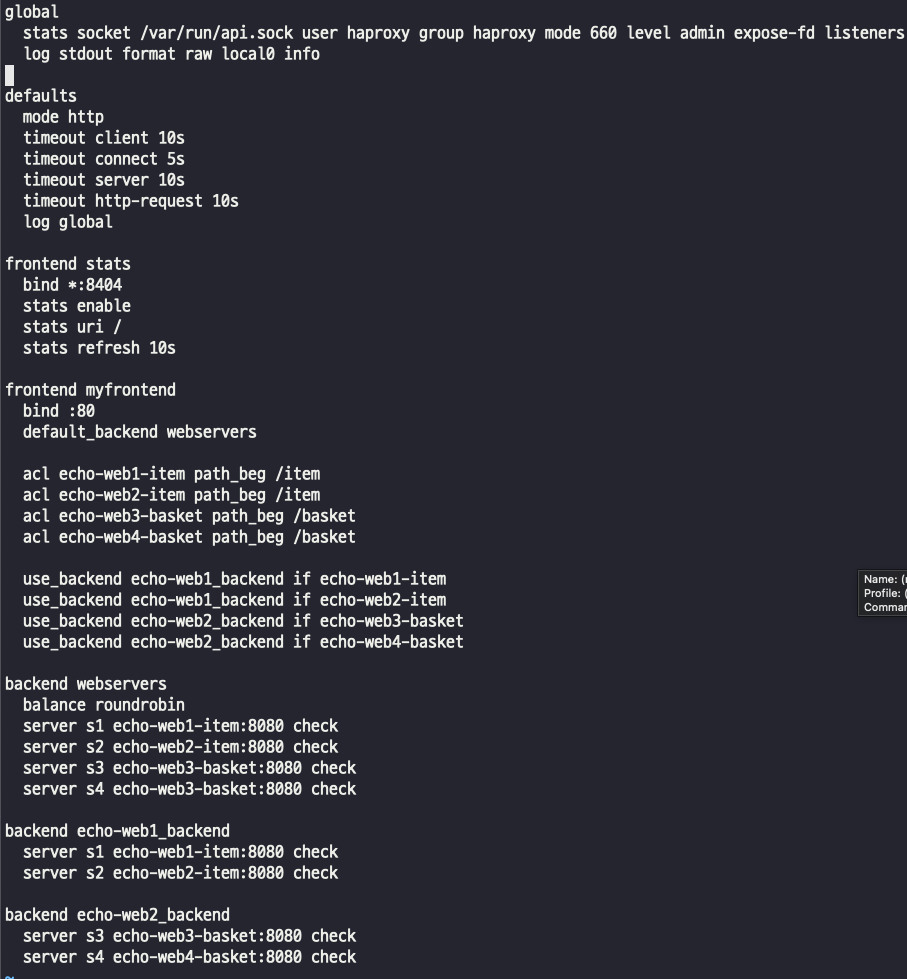 global
  stats socket /var/run/api.sock user haproxy group haproxy mode 660 level admin expose-fd listeners
  log stdout format raw local0 info
defaults
  mode http
  timeout client 10s
  timeout connect 5s
  timeout server 10s
  timeout http-request 10s
  log global
frontend stats
  bind *:8404
  stats enable
  stats uri /
  stats refresh 10s
frontend myfrontend
  bind :80
  default_backend webservers
  acl echo-web1-item path_beg /item
  acl echo-web2-item path_beg /item
  acl echo-web3-basket path_beg /basket
  acl echo-web4-basket path_beg /basket
  use_backend echo-web1_backend if echo-web1-item
  use_backend echo-web1_backend if echo-web2-item
  use_backend echo-web2_backend if echo-web3-basket
  use_backend echo-web2_backend if echo-web4-basket
backend webservers
  balance roundrobin
  server s1 echo-web1-item:8080 check
  server s2 echo-web2-item:8080 check
  server s3 echo-web3-basket:8080 check
  server s4 echo-web3-basket:8080 check
backend echo-web1_backend
  server s1 echo-web1-item:8080 check
  server s2 echo-web2-item:8080 check
backend echo-web2_backend
  server s3 echo-web3-basket:8080 check
  server s4 echo-web4-basket:8080 check
Name:
Profile: